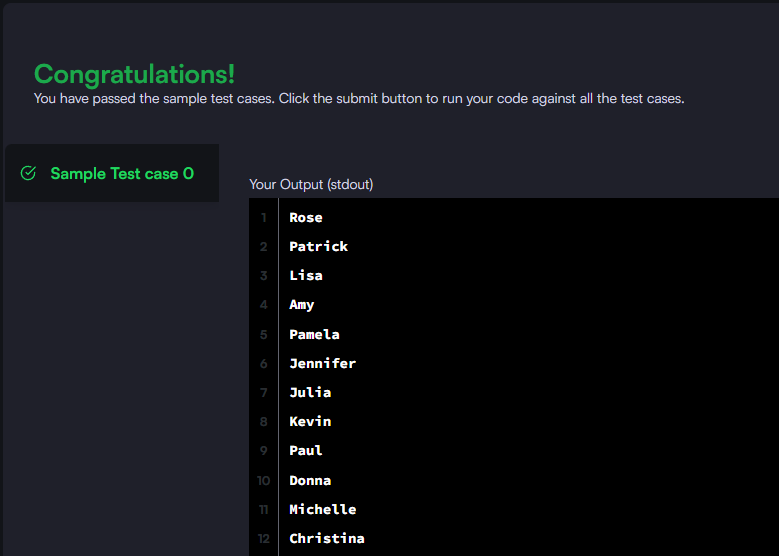 Congratulations!
You have passed the sample test cases. Click the submit button to run your code against all the test cases.
Sample Test case 0
Your Output (stdout)
1 Rose
2 Patrick
3 Lisa
4 Amy
5 Pamela
6 Jennifer
7 Julia
8 Kevin
9 Paul
10 Donna
11 Michelle
12 Christina